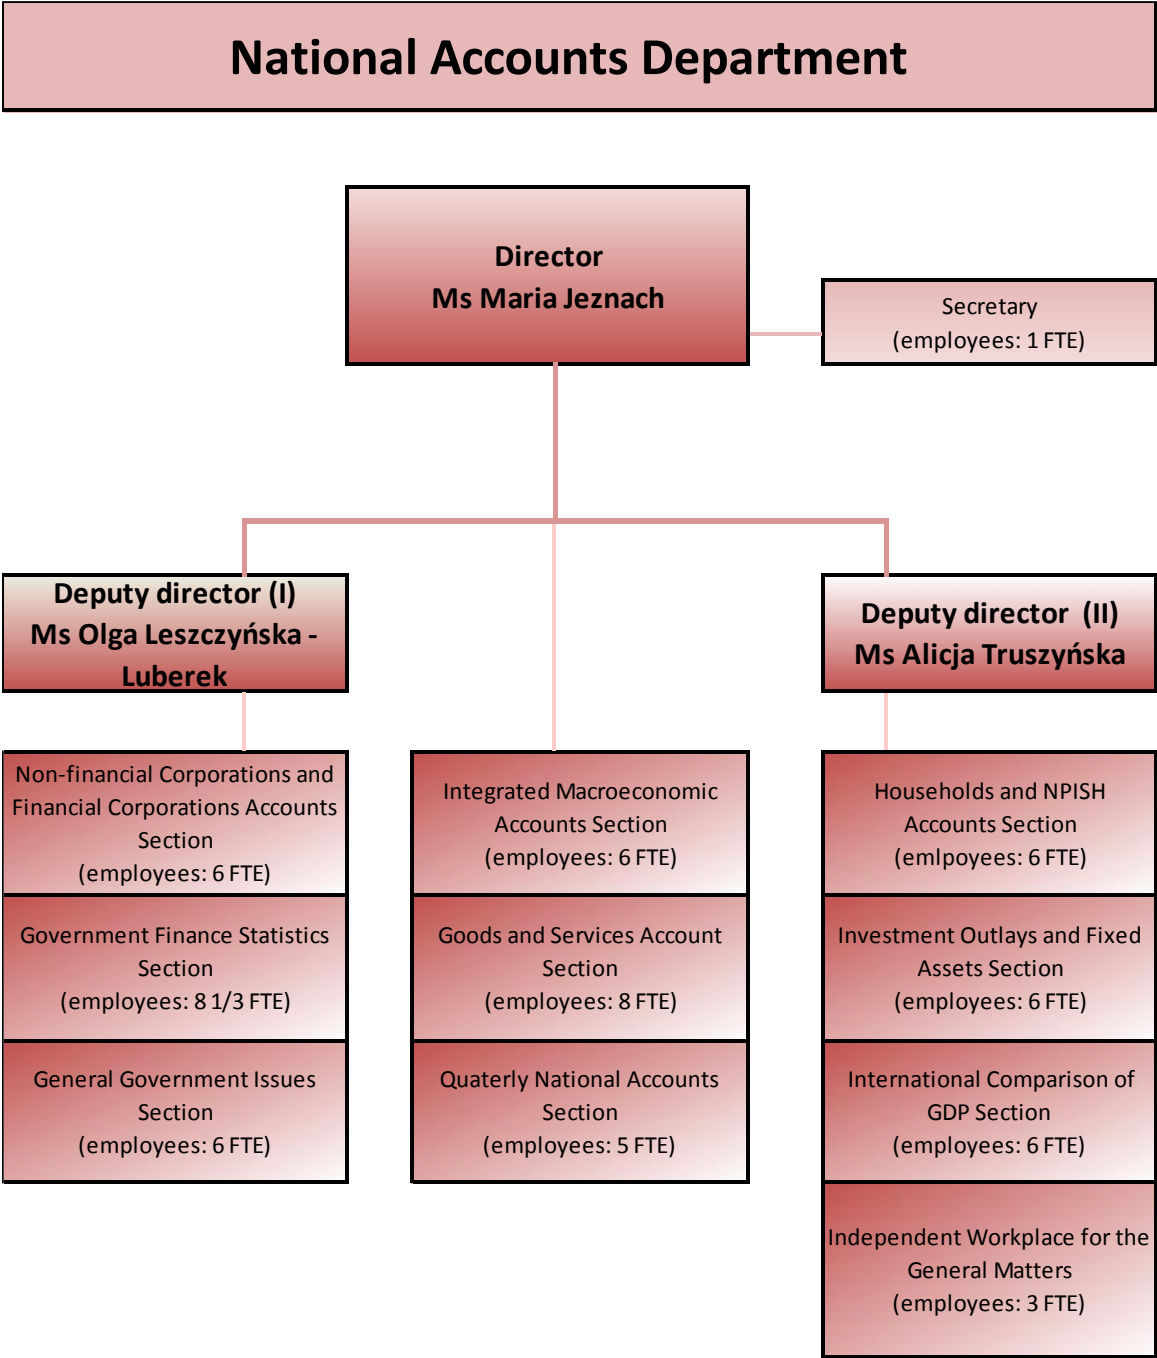 National Accounts Department
Director
Ms Maria Jeznach
Secretary
(employees: 1 FTE)
Deputy director (I)
Ms Olga Leszczyńska -
Luberek
Deputy director  (II)
Ms Alicja Truszyńska
Non-financial Corporations and
Financial Corporations Accounts
Section
(employees: 6 FTE)
Government Finance Statistics
Section
(employees: 8 1/3 FTE)
General Government Issues
Section
(employees: 6 FTE)
Integrated Macroeconomic
Accounts Section
(employees: 6 FTE)
Goods and Services Account
Section
(employees: 8 FTE)
Quaterly National Accounts
Section
(employees: 5 FTE)
Households and NPISH
Accounts Section
(emlpoyees: 6 FTE)
Investment Outlays and Fixed
Assets Section
(employees: 6 FTE)
International Comparison of
GDP Section
(employees: 6 FTE)
Independent Workplace for the
General Matters
(employees: 3 FTE)